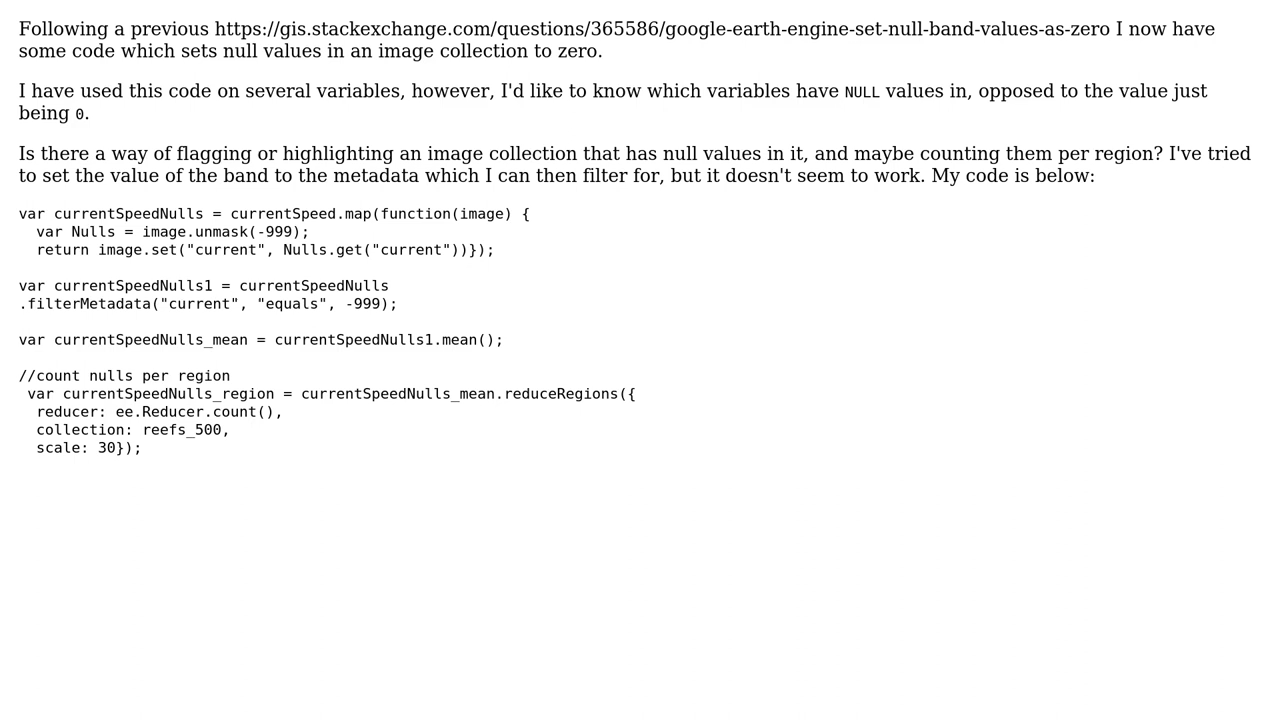 Following a previous https://gis.stackexchange.com/questions/365586/google-earth-engine-set-null-band-values-as-zero I now have
some code which sets null values in an image collection to zero.
I have used this code on several variables, however, I'd like to know which variables have NULL values in, opposed to the value just
being 0.
Is there a way of flagging or highlighting an image collection that has null values in it, and maybe counting them per region? I've tried
to set the value of the band to the metadata which I can then filter for, but it doesn't seem to work. My code is below:
var currentSpeedNulls = currentSpeed.map(function(image) {
  var Nulls = image.unmask(-999);
  return image.set("current", Nulls.get("current"))});
var currentSpeedNulls1 = currentSpeedNulls
.filterMetadata("current", "equals", -999);
var currentSpeedNulls_mean = currentSpeedNulls1.mean();
//count nulls per region
 var currentSpeedNulls_region = currentSpeedNulls_mean.reduceRegions({
  reducer: ee.Reducer.count(),
  collection: reefs_500,
  scale: 30});